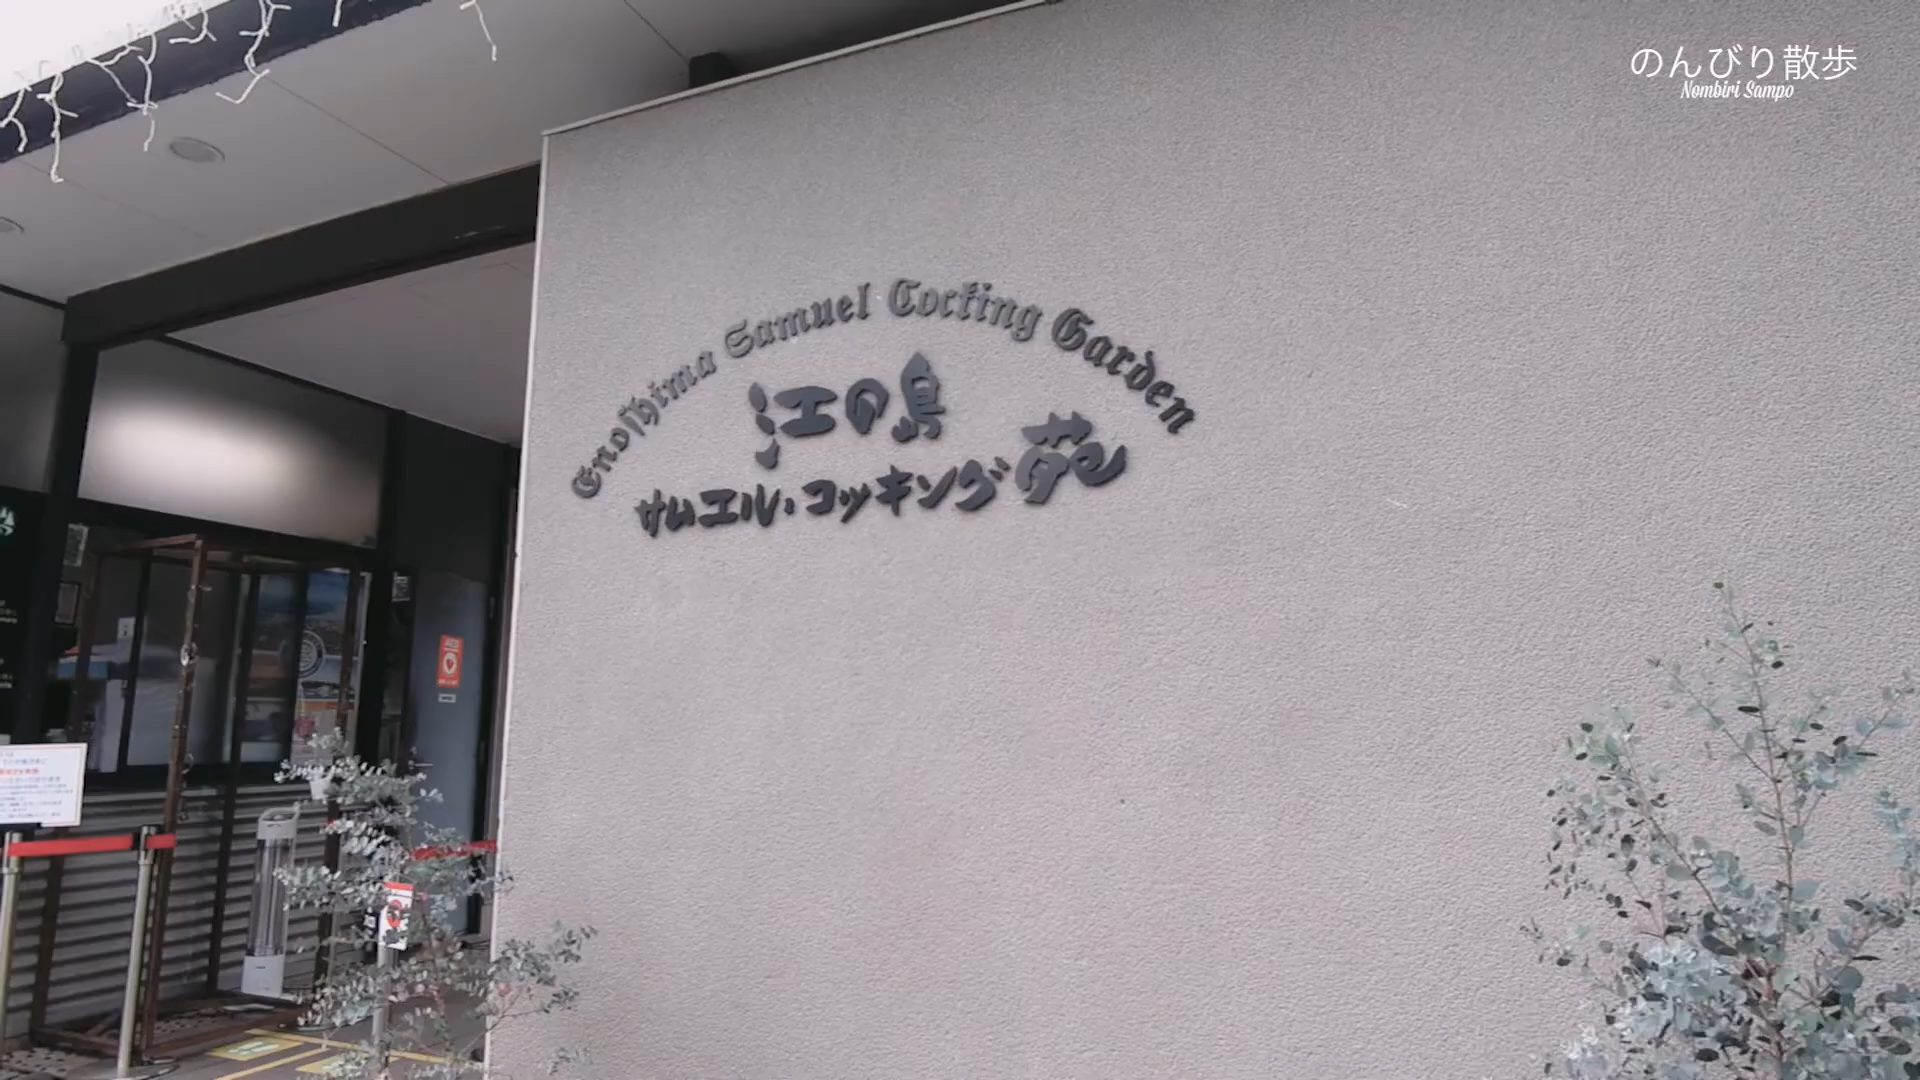 のんびり散歩
Nombiri Sampo
Enoshima Samuel Cocking Garden
江の島
サムエル・コッキング苑